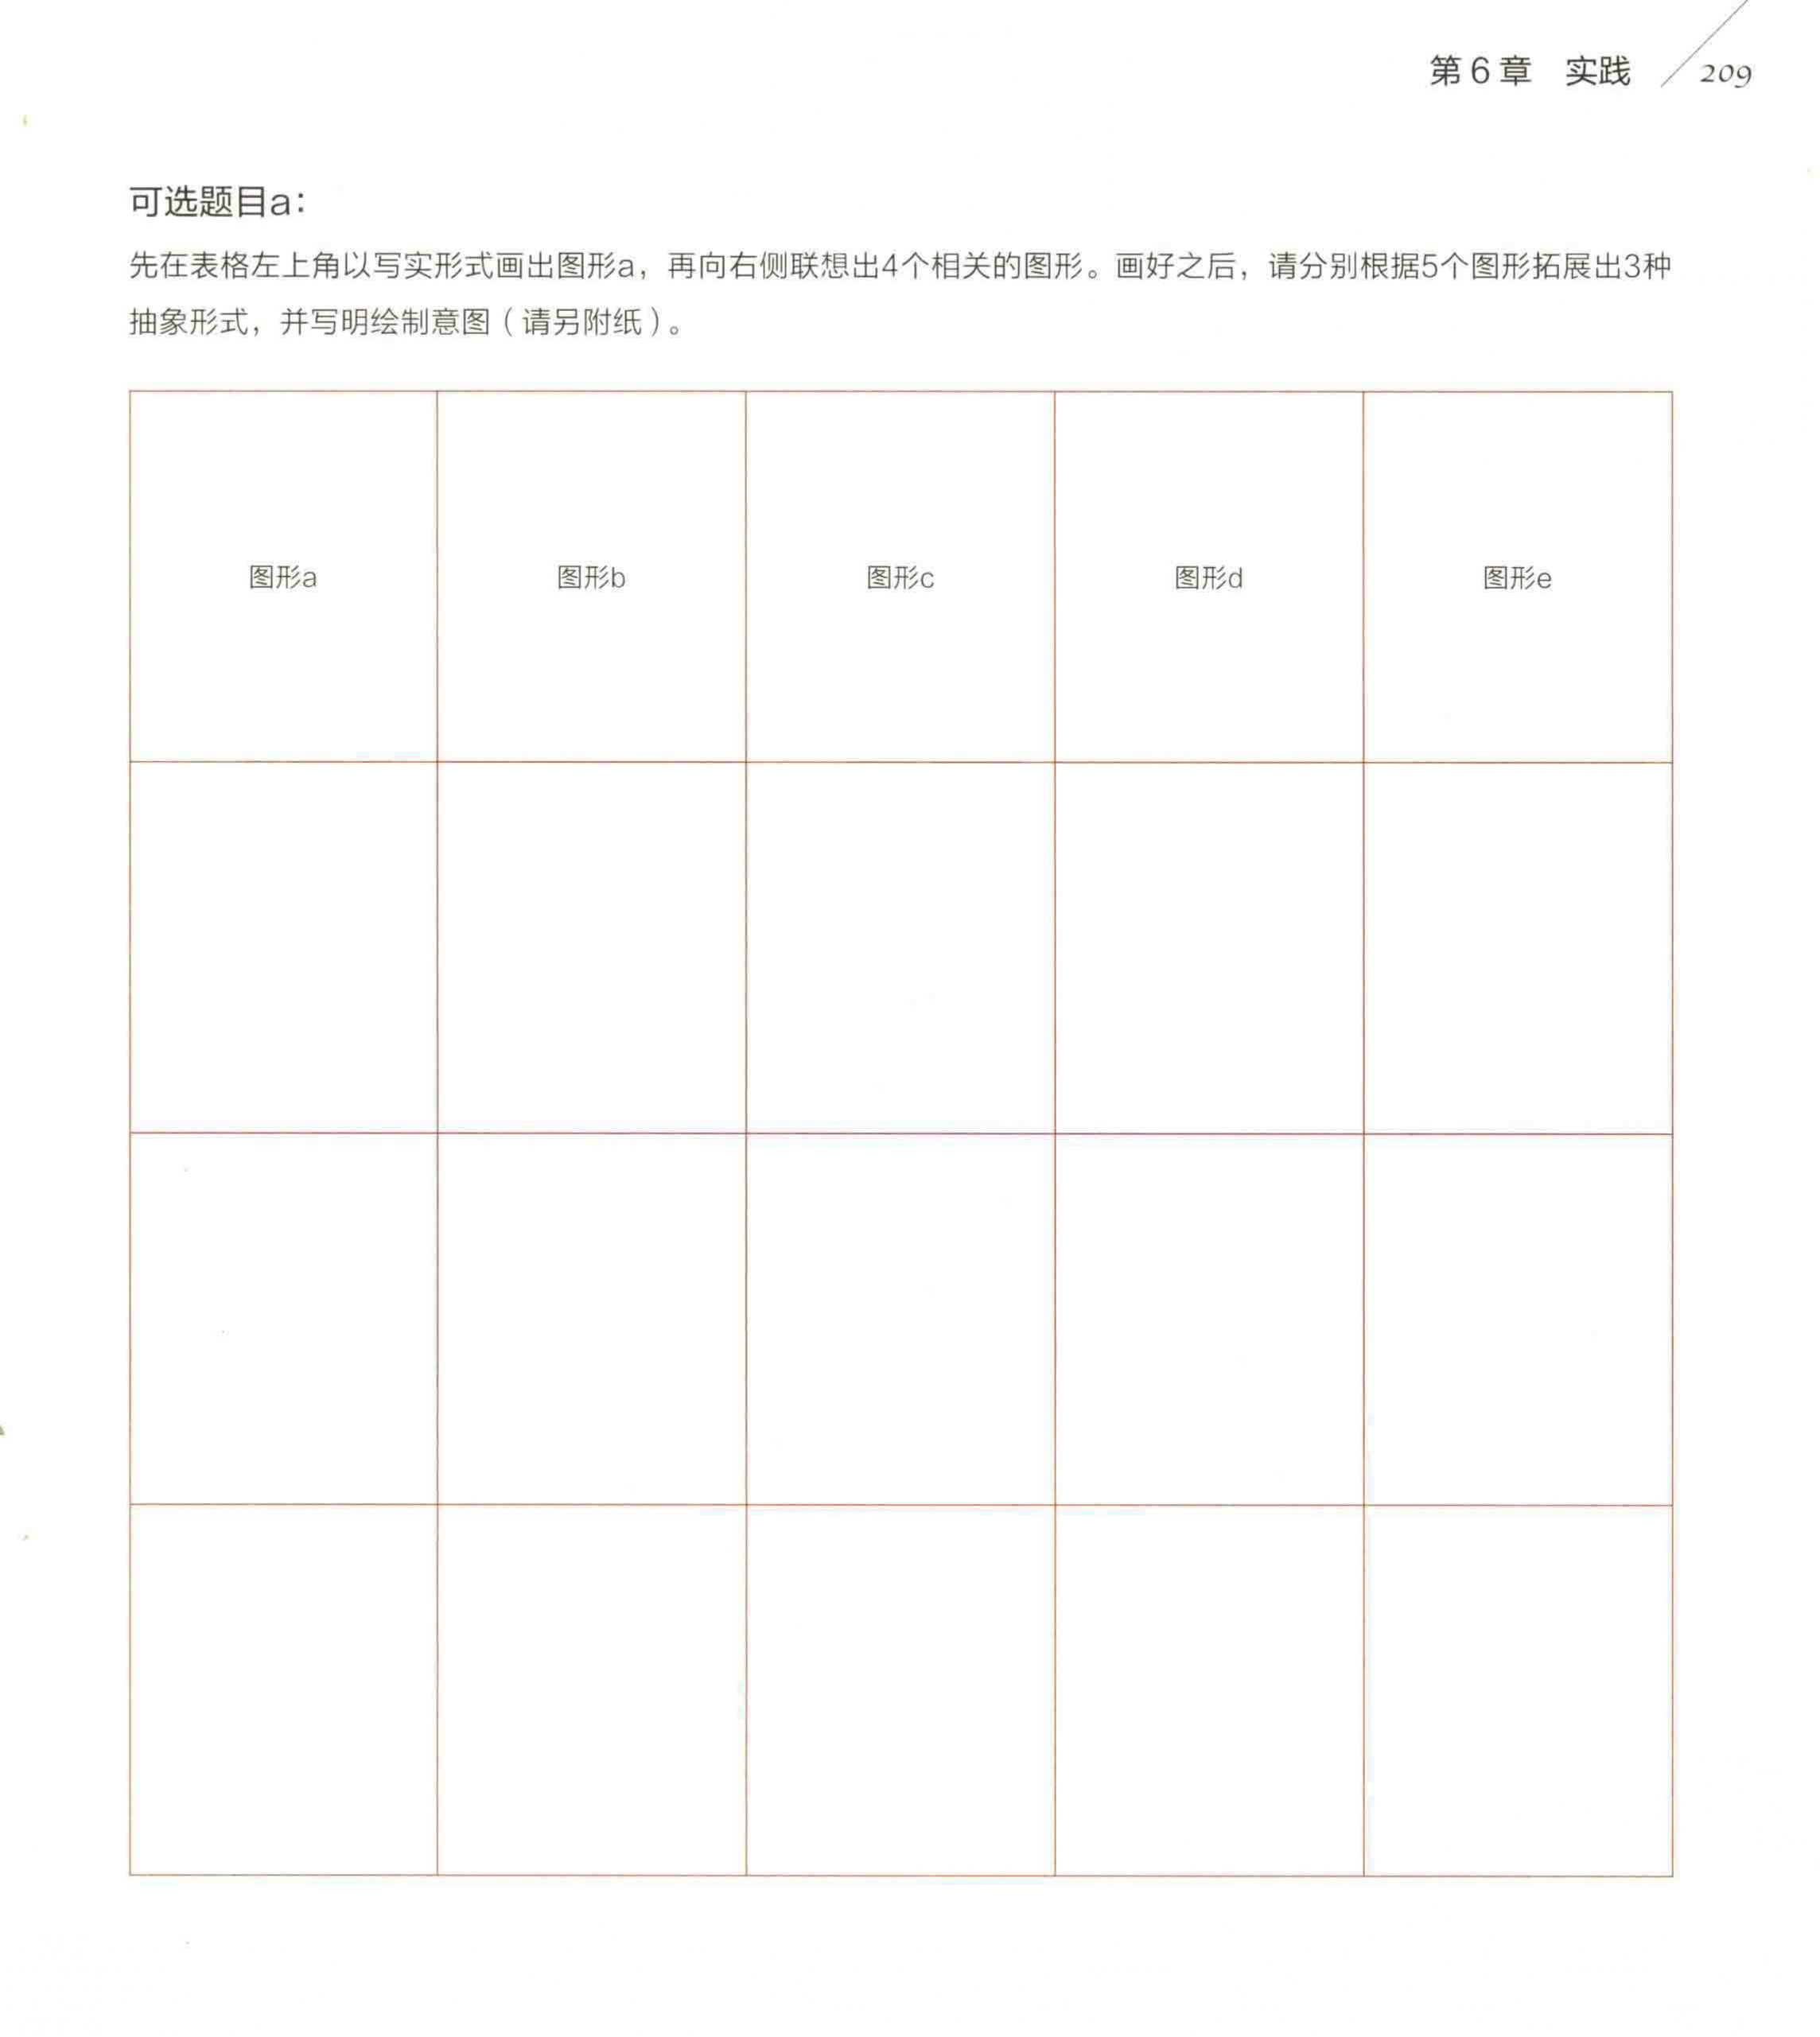 第6章 实践 209
可选题目a：
先在表格左上角以写实形式画出图形a，再向右侧联想出4个相关的图形。画好之后，请分别根据5个图形拓展出3种
抽象形式，并写明绘制意图（请另附纸）。
图形a 图形b 图形c 图形d 图形e